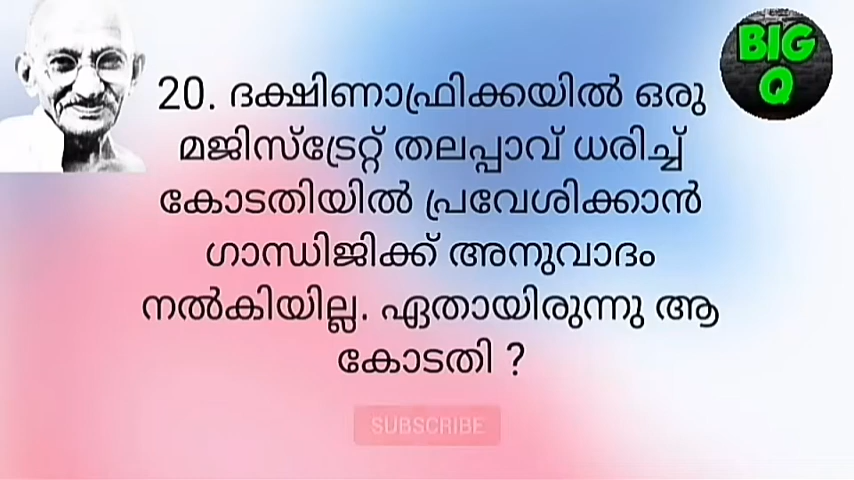 BIG
Q
20. ദക്ഷിണാഫ്രിക്കയിൽ ഒരു
മജിസ്ട്രേറ്റ് തലപ്പാവ് ധരിച്ച്
കോടതിയിൽ പ്രവേശിക്കാൻ
ഗാന്ധിജിക്ക് അനുവാദം
നൽകിയില്ല. ഏതായിരുന്നു ആ
കോടതി ?
SUBSCRIBE